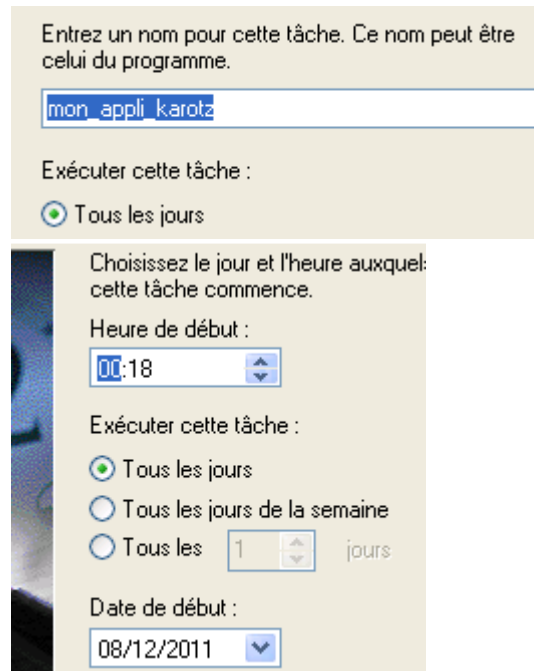 Entrez un nom pour cette tâche. Ce nom peut être
celui du programme.
mon_appli_karotz
Exécuter cette tâche :
Tous les jours
Choisissez le jour et l'heure auxquel
cette tâche commence.
Heure de début :
00:18
Exécuter cette tâche :
Tous les jours
Tous les jours de la semaine
Tous les 1 jours
Date de début :
08/12/2011